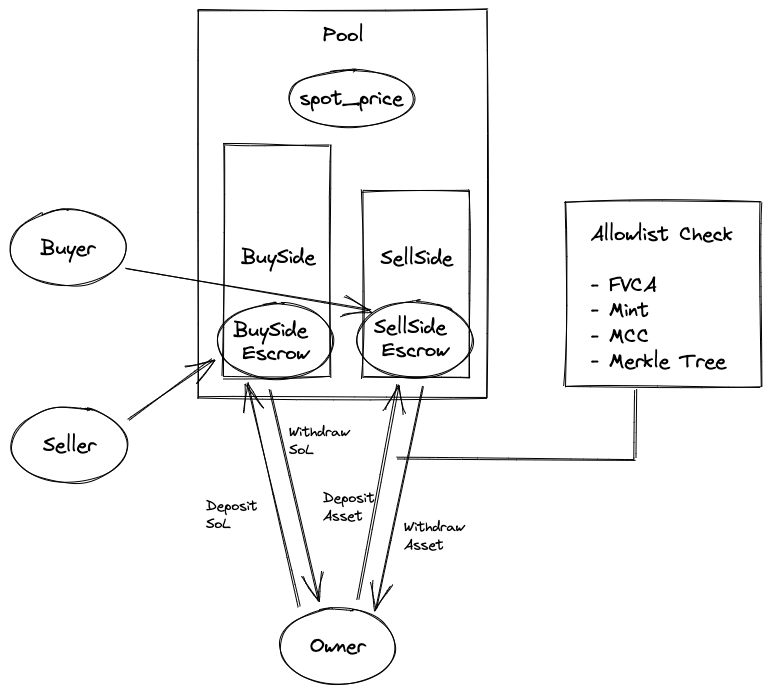 Pool
spot_price
Buyer
BuySide
SellSide
Allowlist Check
- FVCA
- Mint
- MCC
- Merkle Tree
BuySide
Escrow
SellSide
Escrow
Seller
Withdraw
SoL
Deposit
SoL
Deposit
Asset
Withdraw
Asset
Owner